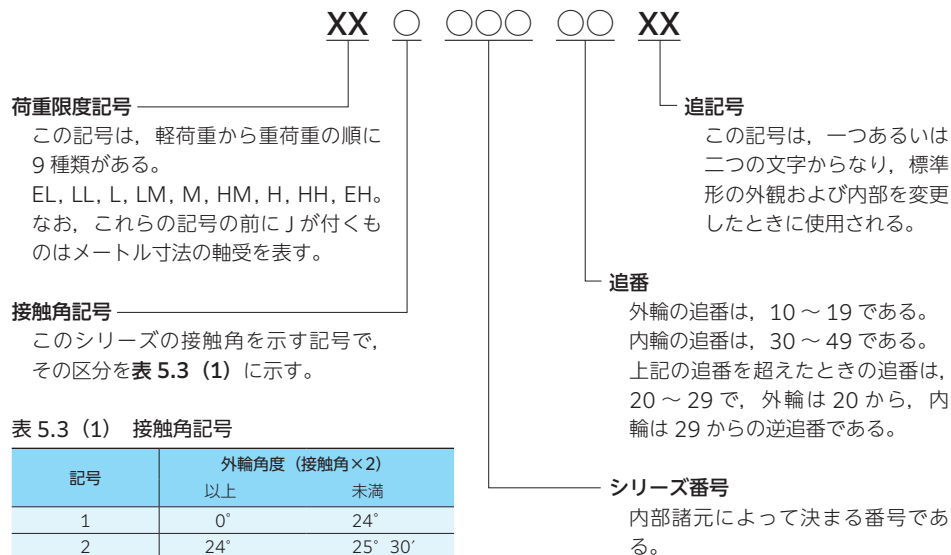 XX ○ ○○○ ○○ XX
荷重限度記号
この記号は，軽荷重から重荷重の順に
9 種類がある。
EL, LL, L, LM, M, HM, H, HH, EH。
なお，これらの記号の前に J が付くも
のはメートル寸法の軸受を表す。
接触角記号
このシリーズの接触角を示す記号で，
その区分を表 5.3（1）に示す。
表 5.3（1） 接触角記号
記号 外輪角度（接触角×2）
以上 未満
1 0° 24°
2 24° 25° 30′
追記号
この記号は，一つあるいは
二つの文字からなり，標準
形の外観および内部を変更
したときに使用される。
追番
外輪の追番は，10 ～ 19 である。
内輪の追番は，30 ～ 49 である。
上記の追番を超えたときの追番は，
20 ～ 29 で，外輪は 20 から，内
輪は 29 からの逆追番である。
シリーズ番号
内部諸元によって決まる番号であ
る。